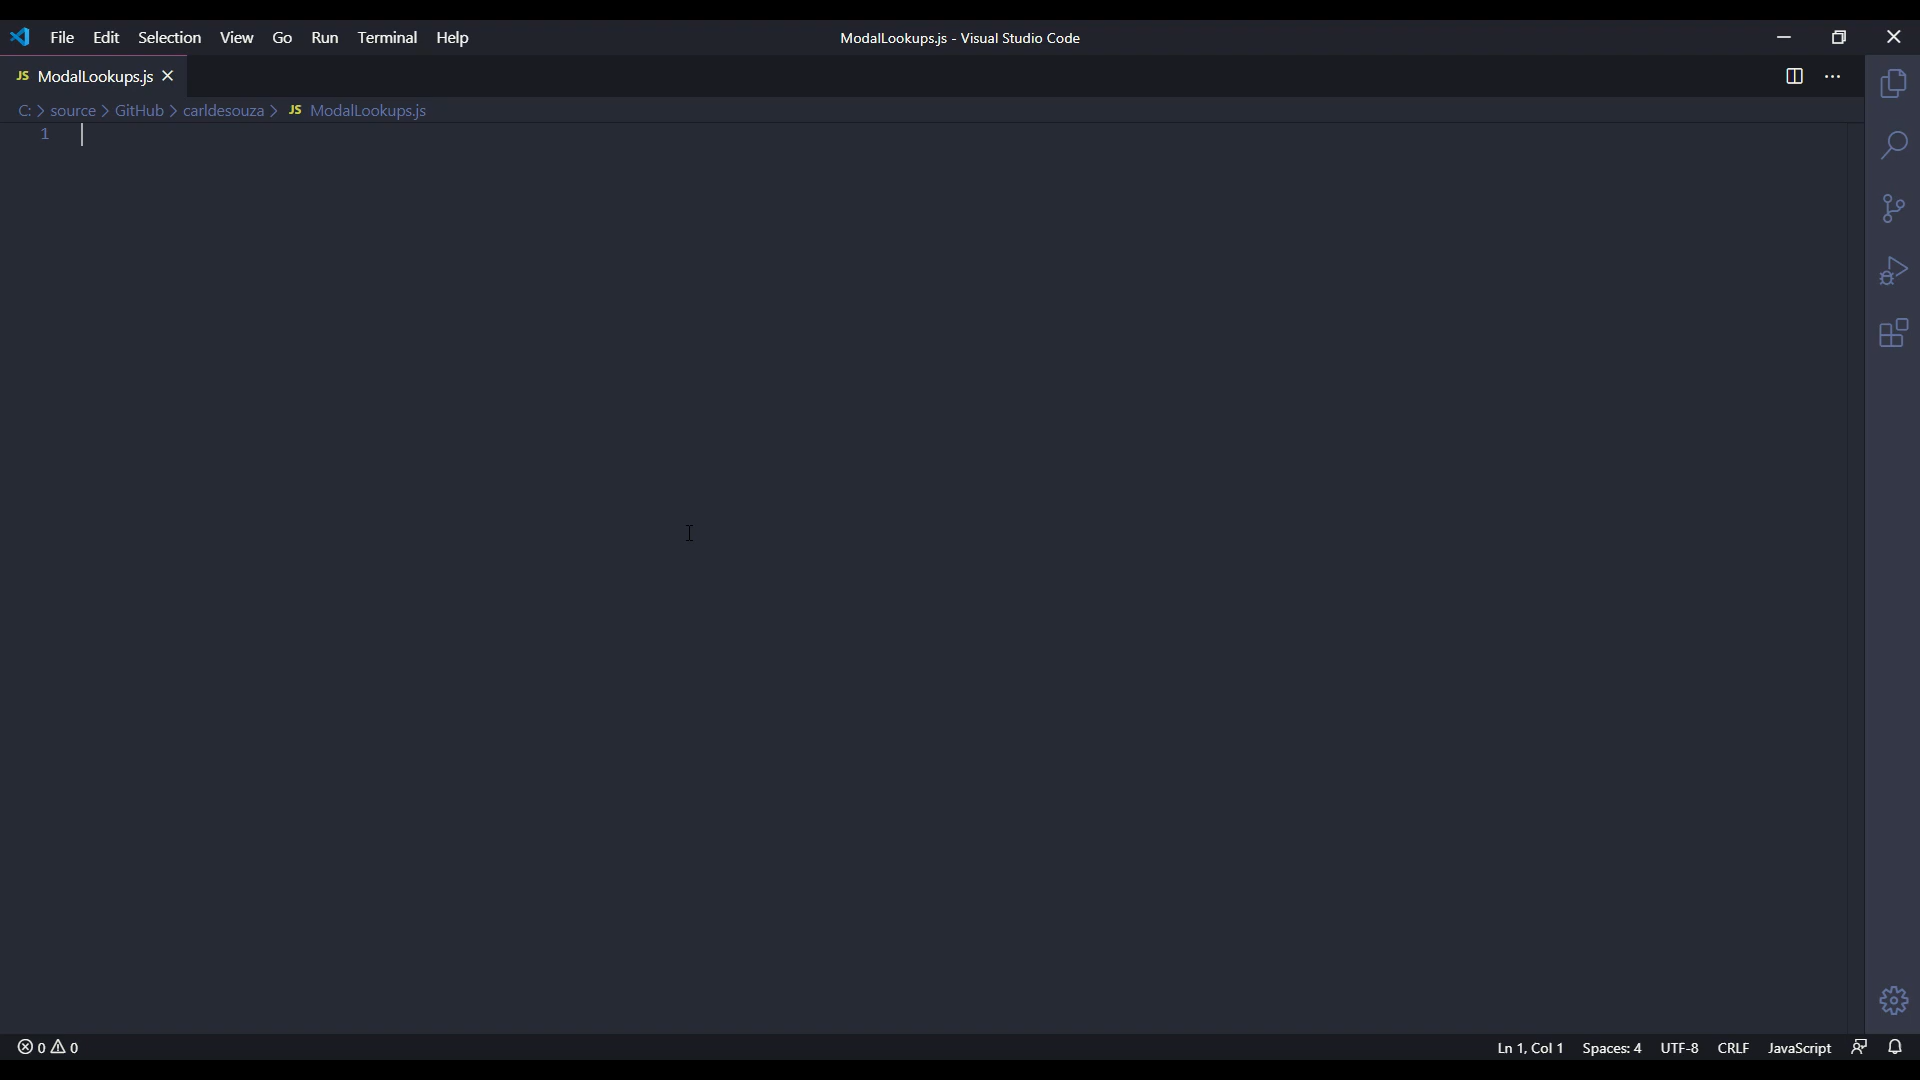 File Edit Selection View Go Run Terminal Help ModalLookups.js - Visual Studio Code
JS ModalLookups.js
C: > source > GitHub > carldesouza > JS ModalLookups.js
1
0 0 Ln 1, Col 1 Spaces: 4 UTF-8 CRLF JavaScript